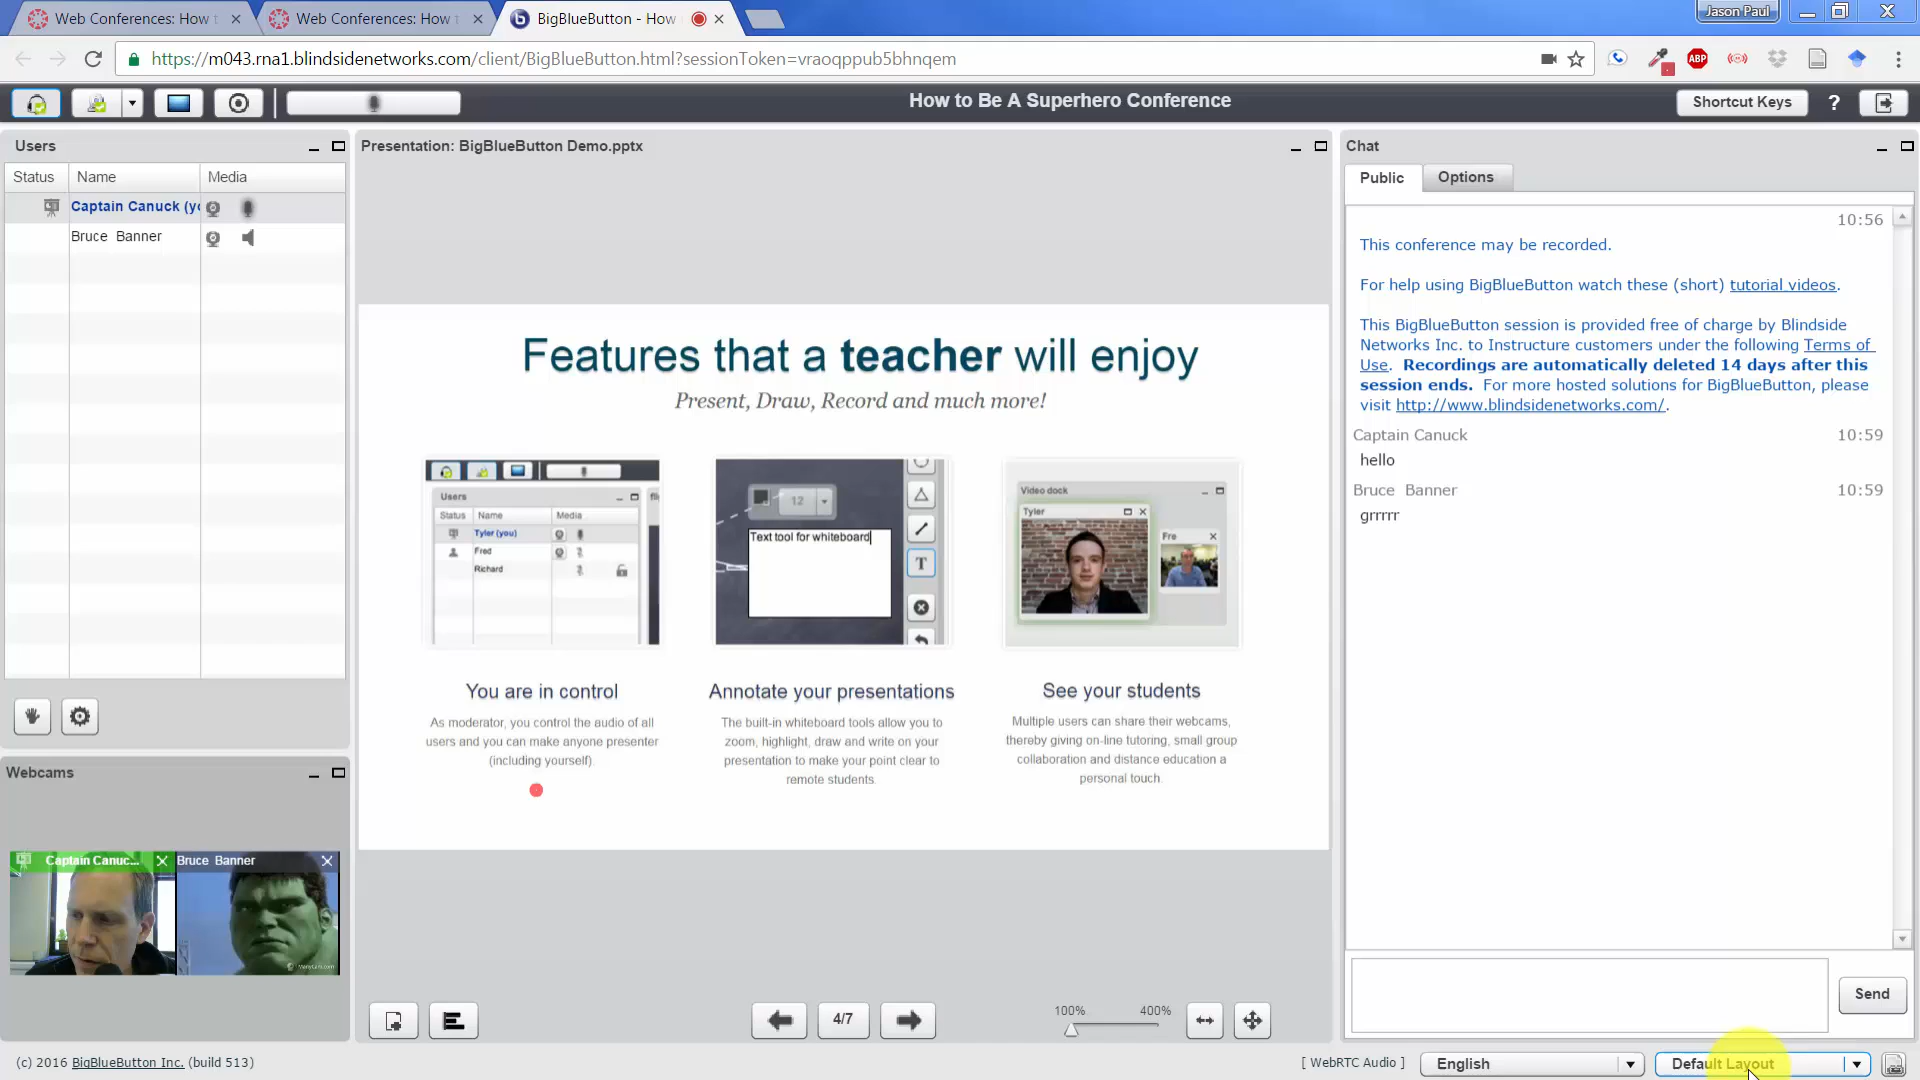 Web Conferences: How t
Web Conferences: How t
BigBlueButton - How
Jason Paul
https://m043.rna1.blindsidenetworks.com/client/BigBlueButton.html?sessionToken=vraoqppub5bhnqem
ABP
How to Be A Superhero Conference
Shortcut Keys
?
Users
Status Name Media
Captain Canuck (yo
Bruce Banner
Webcams
Captain Canuc...
Bruce Banner
ManyCam.com
Presentation: BigBlueButton Demo.pptx
Features that a teacher will enjoy
Present, Draw, Record and much more!
Users
Status Name Media
Tyler (you)
Fred
Richard
12
Text tool for whiteboard
T
Video dock
Tyler
Fre
You are in control
As moderator, you control the audio of all
users and you can make anyone presenter
(including yourself).
Annotate your presentations
The built-in whiteboard tools allow you to
zoom, highlight, draw and write on your
presentation to make your point clear to
remote students.
See your students
Multiple users can share their webcams,
thereby giving on-line tutoring, small group
collaboration and distance education a
personal touch.
4/7
100% 400%
Chat
Public Options
10:56
This conference may be recorded.
For help using BigBlueButton watch these (short) tutorial videos.
This BigBlueButton session is provided free of charge by Blindside
Networks Inc. to Instructure customers under the following Terms of
Use. Recordings are automatically deleted 14 days after this
session ends. For more hosted solutions for BigBlueButton, please
visit http://www.blindsidenetworks.com/.
Captain Canuck 10:59
hello
Bruce Banner 10:59
grrrrr
Send
(c) 2016 BigBlueButton Inc. (build 513)
[ WebRTC Audio ]
English
Default Layout